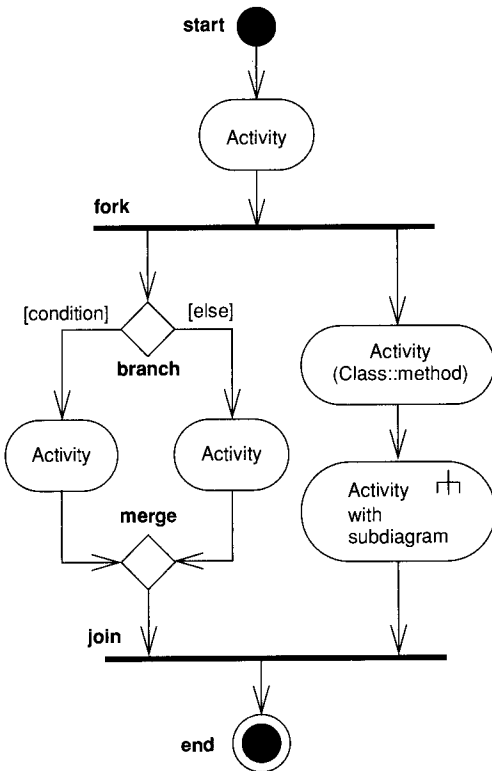 start
Activity
fork
[condition]
[else]
branch
Activity
(Class::method)
Activity
Activity
Activity
with
subdiagram
merge
join
end